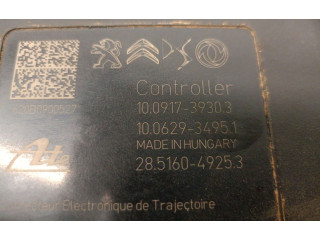 Controller
10.0917-3930.3
10.0629-3495.1
MADE IN HUNGARY
28.5160-4925.3
Ate
Electronique de Trajectoire